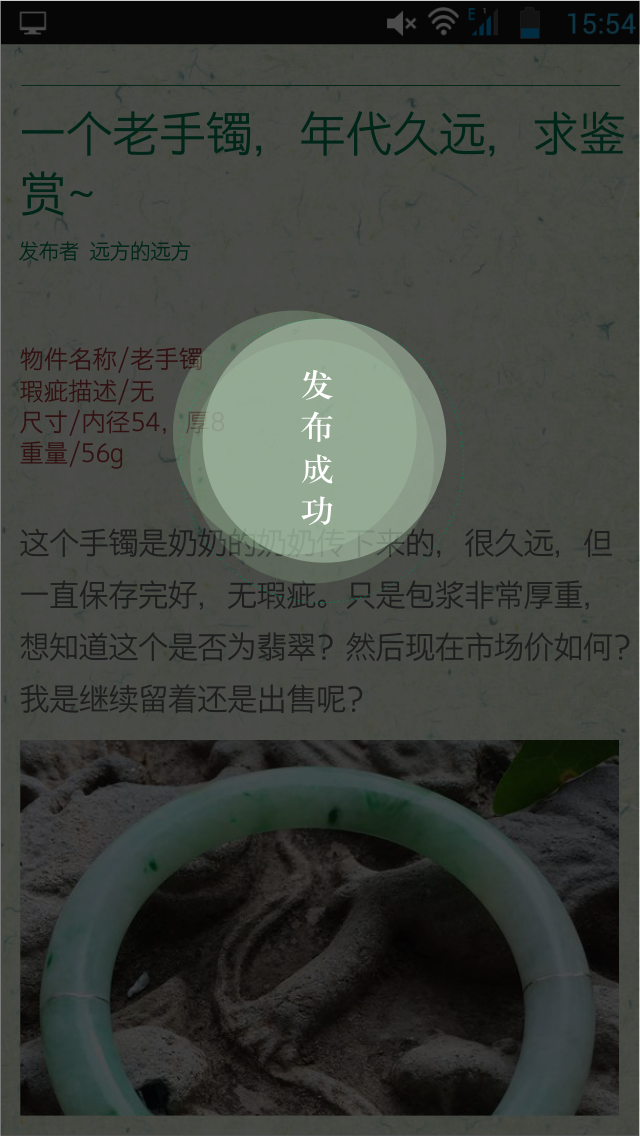 15:54
一个老手镯，年代久远，求鉴
赏~
发布者 远方的远方
物件名称/老手镯
瑕疵描述/无
尺寸/内径54，厚8
重量/56g
发布成功
这个手镯是奶奶的奶奶传下来的，很久远，但
一直保存完好，无瑕疵。只是包浆非常厚重，
想知道这个是否为翡翠？然后现在市场价如何？
我是继续留着还是出售呢？